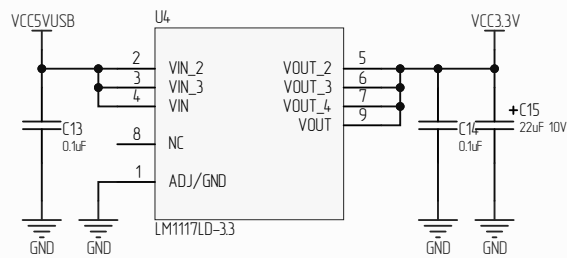 VCC5VUSB
U4
VCC3.3V
2
VIN_2
VOUT_2
5
3
VIN_3
VOUT_3
6
4
VIN
VOUT_4
7
VOUT
9
C13
0.1uF
8
NC
C14
0.1uF
+C15
22uF 10V
1
ADJ/GND
LM1117LD-3.3
GND
GND
GND
GND